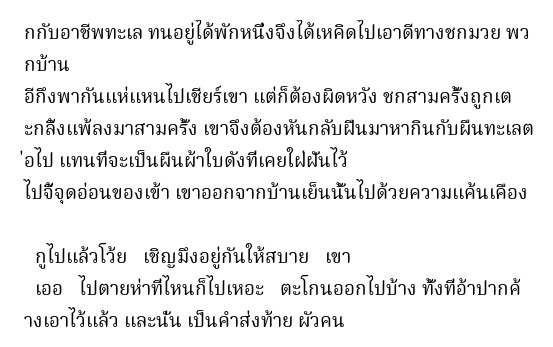 กกับอาชีพทะเล ทนอยู่ได้พักหนึ่งจึงได้เหคิดไปเอาดีทางชกมวย พว
กบ้าน
อีกึงพากันแห่แหนไปเชียร์เขา แต่ก็ต้องผิดหวัง ชกสามครั้งถูกเต
ะกลิ้งแพ้ลงมาสามครั้ง เขาจึงต้องหันกลับฝืนมาหากินกับผืนทะเลต
่อไป แทนที่จะเป็นผืนผ้าใบดังที่เคยใฝ่ฝันไว้
ไปจี้จุดอ่อนของเข้า เขาออกจากบ้านเย็นนั้นไปด้วยความแค้นเคือง
กูไปแล้วโว้ย เชิญมึงอยู่กันให้สบาย เขา
เออ ไปตายห่าที่ไหนก็ไปเหอะ ตะโกนออกไปบ้าง ทั้งที่อ้าปากค้
างเอาไว้แล้ว และนั่น เป็นคำส่งท้าย ผัวคน